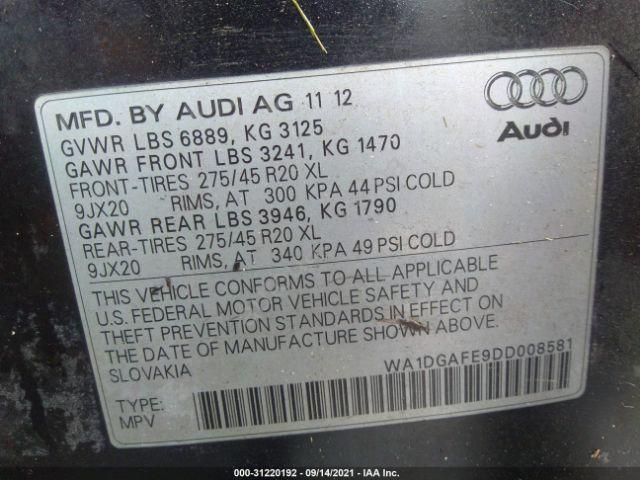 MFD. BY AUDI AG 11 12
GVWR LBS 6889, KG 3125
GAWR FRONT LBS 3241, KG 1470
FRONT-TIRES 275/45 R20 XL
9JX20 RIMS, AT 300 KPA 44 PSI COLD
GAWR REAR LBS 3946, KG 1790
REAR-TIRES 275/45 R20 XL
9JX20 RIMS, AT 340 KPA 49 PSI COLD
Audi
THIS VEHICLE CONFORMS TO ALL APPLICABLE
U.S. FEDERAL MOTOR VEHICLE SAFETY AND
THEFT PREVENTION STANDARDS IN EFFECT ON
THE DATE OF MANUFACTURE SHOWN ABOVE.
SLOVAKIA
WA1DGAFE9DD008581
TYPE:
MPV
000-31220192 - 09/14/2021 - IAA Inc.